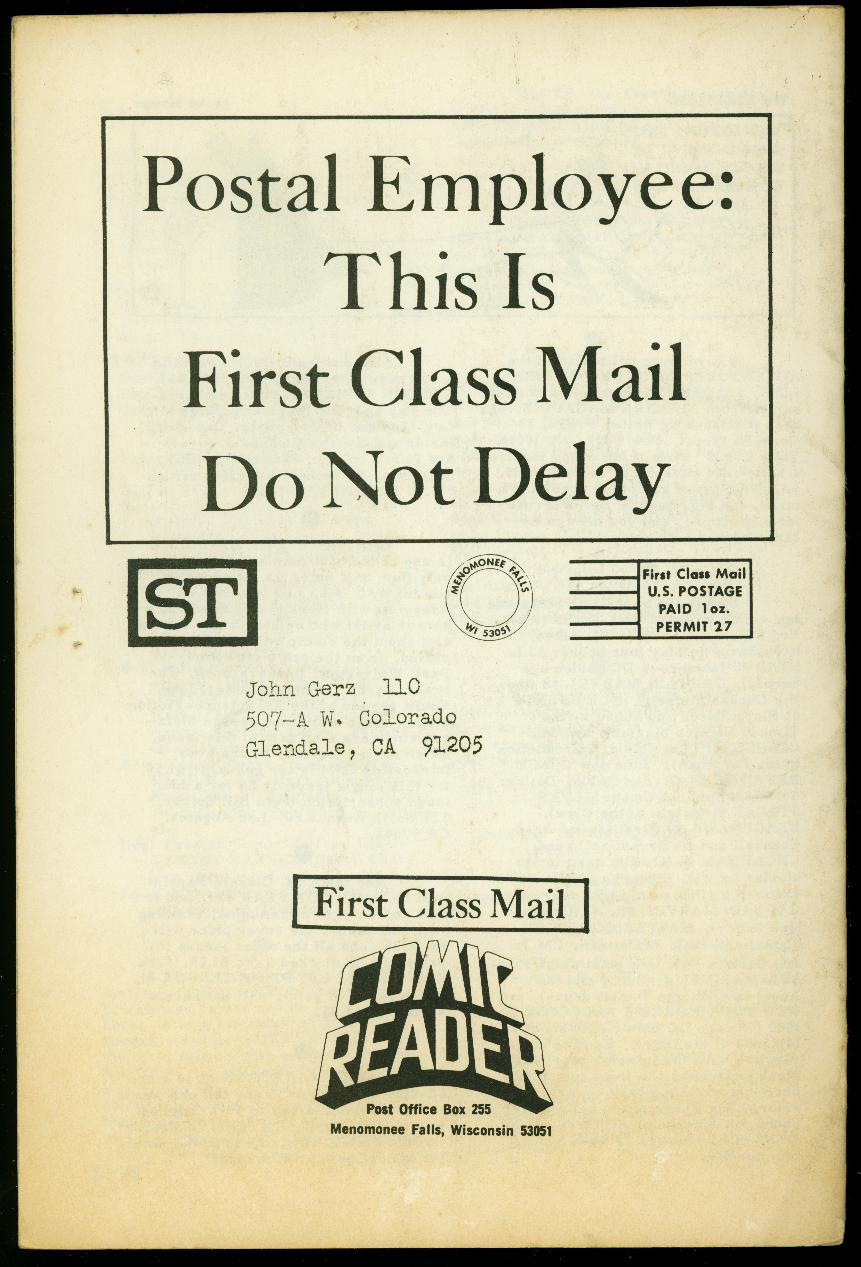 Postal Employee:
This Is
First Class Mail
Do Not Delay
ST
MENOMONEE FALLS
WI 53051
First Class Mail
U.S. POSTAGE
PAID 1oz.
PERMIT 27
John Gerz 110
507-A W. Colorado
Glendale, CA 91205
First Class Mail
COMIC
READER
Post Office Box 255
Menomonee Falls, Wisconsin 53051